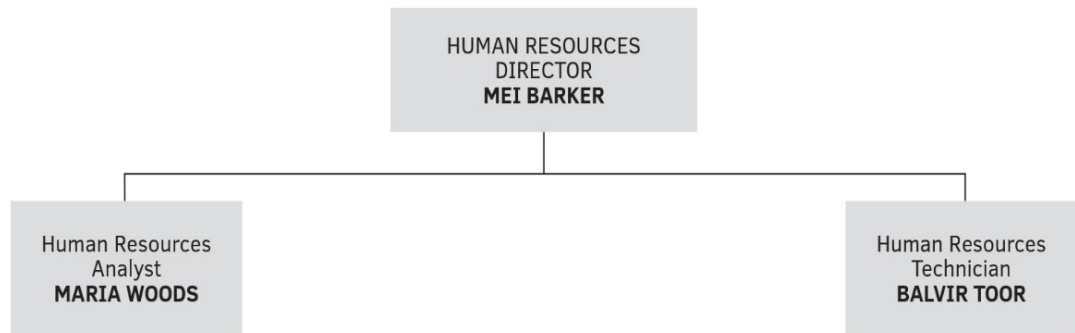 HUMAN RESOURCES
DIRECTOR
MEI BARKER
Human Resources
Analyst
MARIA WOODS
Human Resources
Technician
BALVIR TOOR